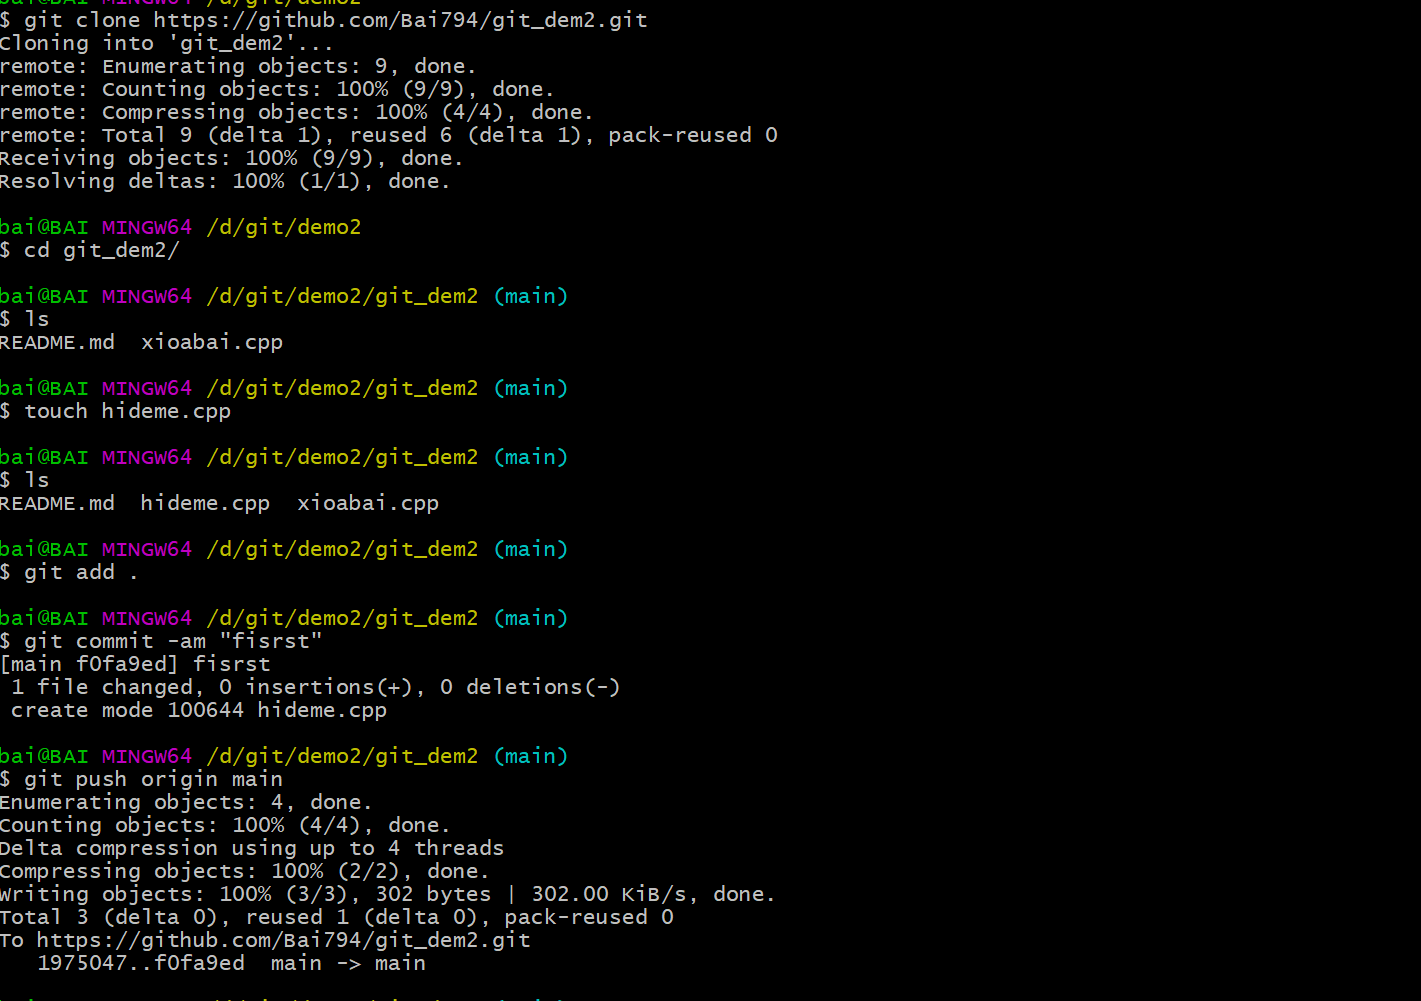 bai@BAI MINGW64 /d/git/demo2
$ git clone https://github.com/Bai794/git_dem2.git
Cloning into 'git_dem2'...
remote: Enumerating objects: 9, done.
remote: Counting objects: 100% (9/9), done.
remote: Compressing objects: 100% (4/4), done.
remote: Total 9 (delta 1), reused 6 (delta 1), pack-reused 0
Receiving objects: 100% (9/9), done.
Resolving deltas: 100% (1/1), done.
bai@BAI MINGW64 /d/git/demo2
$ cd git_dem2/
bai@BAI MINGW64 /d/git/demo2/git_dem2 (main)
$ ls
README.md  xioabai.cpp
bai@BAI MINGW64 /d/git/demo2/git_dem2 (main)
$ touch hideme.cpp
bai@BAI MINGW64 /d/git/demo2/git_dem2 (main)
$ ls
README.md  hideme.cpp  xioabai.cpp
bai@BAI MINGW64 /d/git/demo2/git_dem2 (main)
$ git add .
bai@BAI MINGW64 /d/git/demo2/git_dem2 (main)
$ git commit -am "fisrst"
[main f0fa9ed] fisrst
 1 file changed, 0 insertions(+), 0 deletions(-)
 create mode 100644 hideme.cpp
bai@BAI MINGW64 /d/git/demo2/git_dem2 (main)
$ git push origin main
Enumerating objects: 4, done.
Counting objects: 100% (4/4), done.
Delta compression using up to 4 threads
Compressing objects: 100% (2/2), done.
Writing objects: 100% (3/3), 302 bytes | 302.00 KiB/s, done.
Total 3 (delta 0), reused 1 (delta 0), pack-reused 0
To https://github.com/Bai794/git_dem2.git
   1975047..f0fa9ed  main -> main